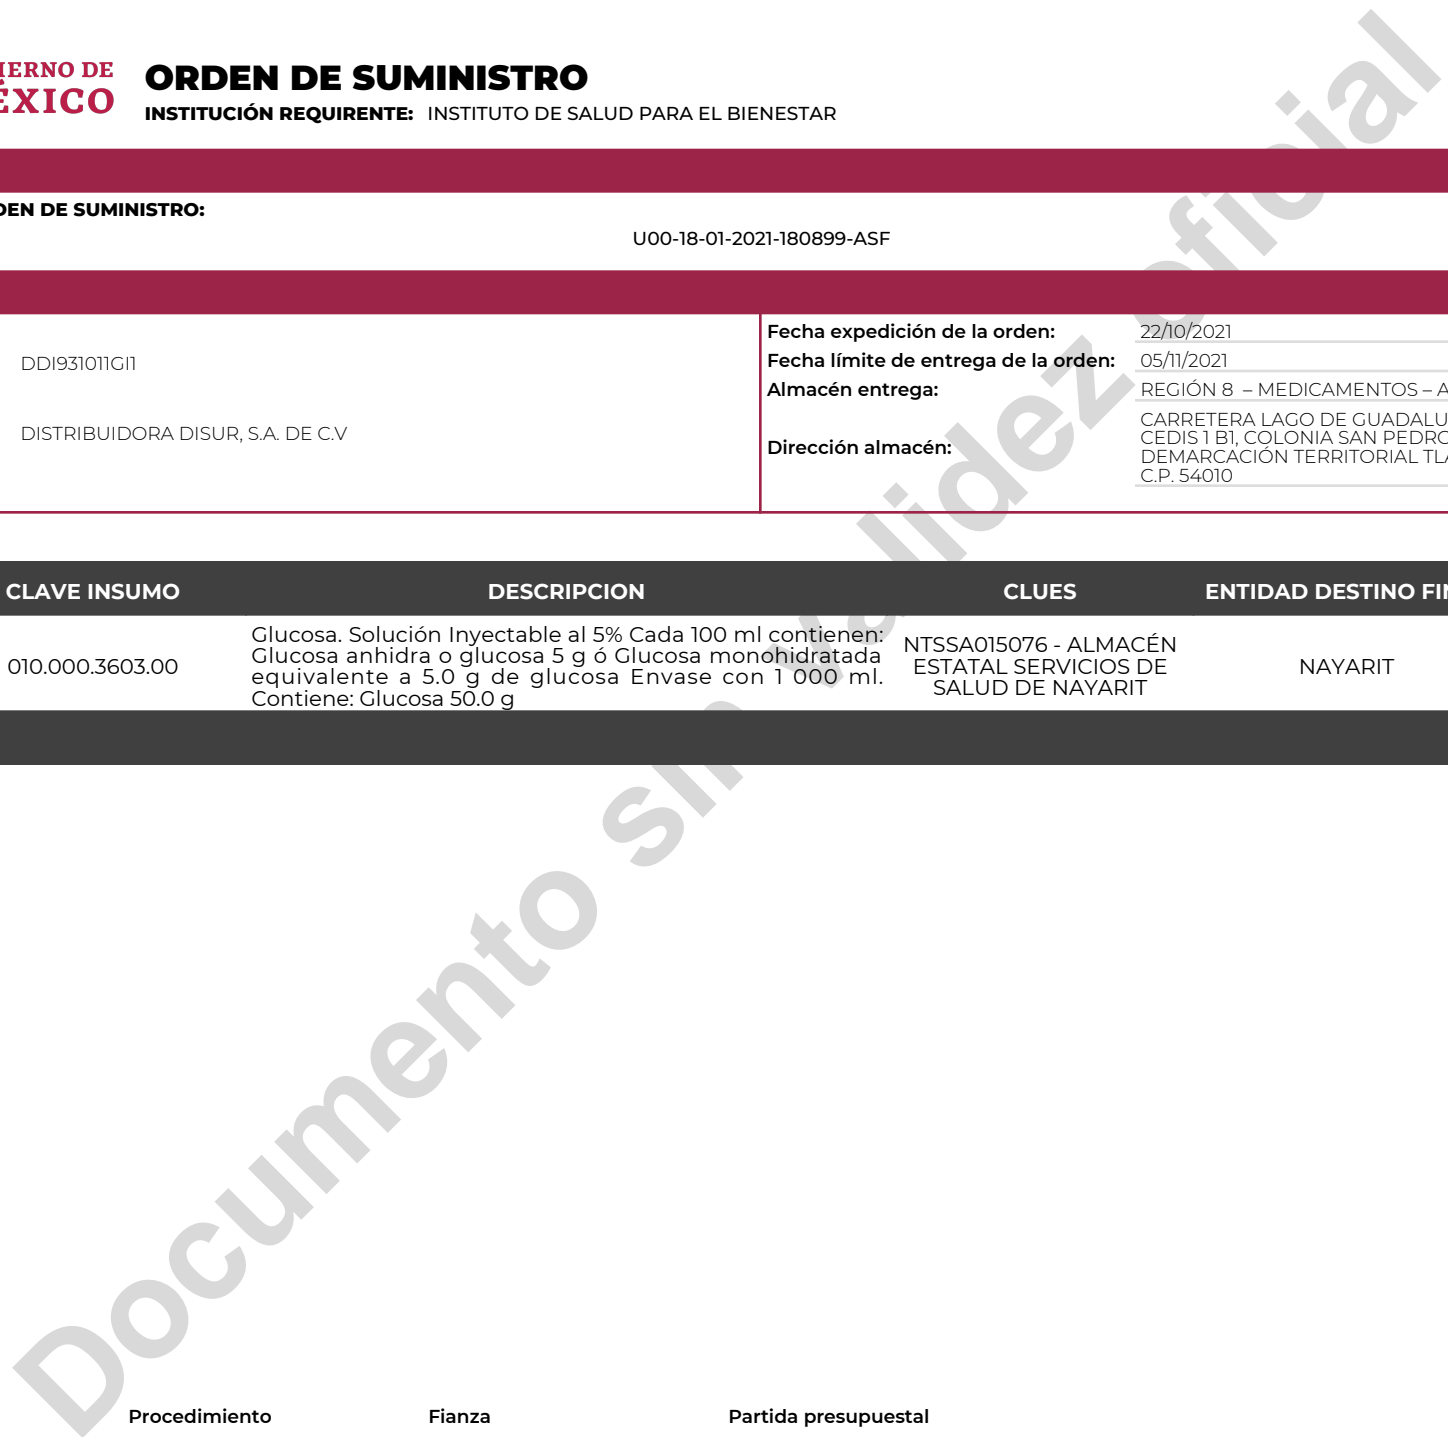 IERNO DE
ÉXICO
ORDEN DE SUMINISTRO
INSTITUCIÓN REQUIRENTE: INSTITUTO DE SALUD PARA EL BIENESTAR
DEN DE SUMINISTRO:
U00-18-01-2021-180899-ASF
DDI931011GI1
DISTRIBUIDORA DISUR, S.A. DE C.V
Fecha expedición de la orden: 22/10/2021
Fecha límite de entrega de la orden: 05/11/2021
Almacén entrega: REGIÓN 8 – MEDICAMENTOS – A
Dirección almacén:
CARRETERA LAGO DE GUADALU
CEDIS 1 B1, COLONIA SAN PEDRO
DEMARCACIÓN TERRITORIAL TLA
C.P. 54010
CLAVE INSUMO DESCRIPCION CLUES ENTIDAD DESTINO FIN
010.000.3603.00
Glucosa. Solución Inyectable al 5% Cada 100 ml contienen:
Glucosa anhidra o glucosa 5 g ó Glucosa monohidratada
equivalente a 5.0 g de glucosa Envase con 1 000 ml.
Contiene: Glucosa 50.0 g
NTSSA015076 - ALMACÉN
ESTATAL SERVICIOS DE
SALUD DE NAYARIT
NAYARIT
Documento sin validez oficial
Procedimiento Fianza Partida presupuestal